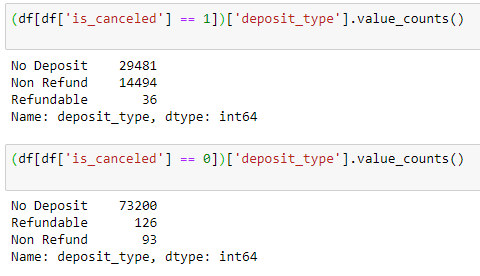 (df[df['is_canceled'] == 1])['deposit_type'].value_counts()
No Deposit    29481
Non Refund    14494
Refundable       36
Name: deposit_type, dtype: int64
(df[df['is_canceled'] == 0])['deposit_type'].value_counts()
No Deposit    73200
Refundable      126
Non Refund       93
Name: deposit_type, dtype: int64